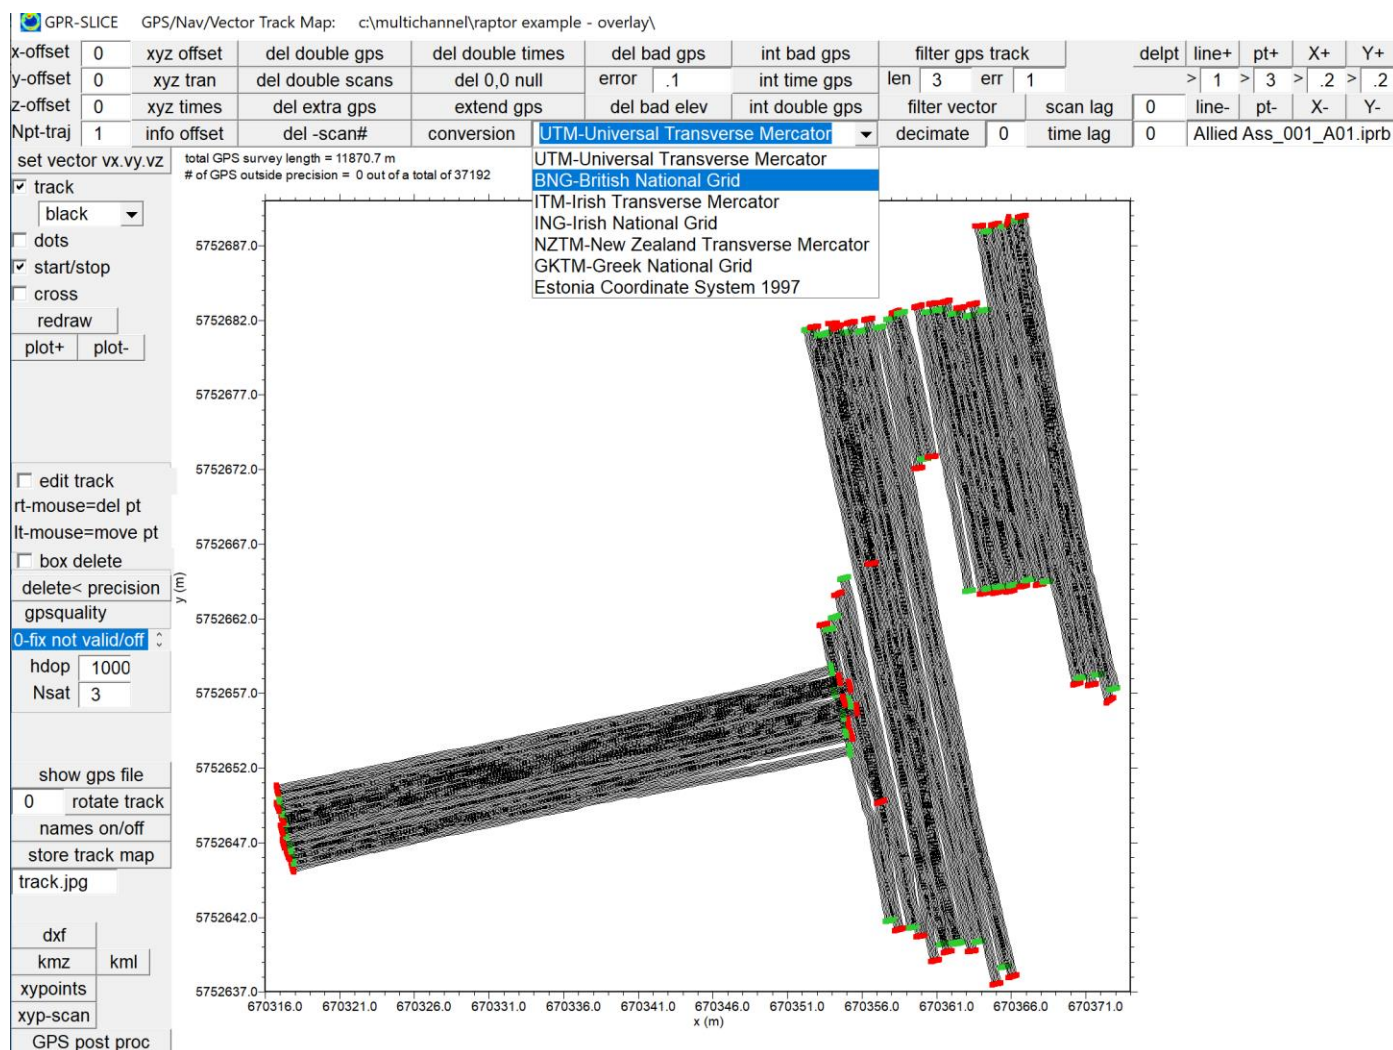 GPR-SLICE GPS/Nav/Vector Track Map: c:\multichannel\raptor example - overlay\
x-offset 0 xyz offset del double gps del double times del bad gps int bad gps filter gps track delpt line+ pt+ X+ Y+
y-offset 0 xyz tran del double scans del 0,0 null error .1 int time gps len 3 err 1 > 1 > 3 > .2 > .2
z-offset 0 xyz times del extra gps extend gps del bad elev int double gps filter vector scan lag 0 line- pt- X- Y-
Npt-traj 1 info offset del -scan# conversion UTM-Universal Transverse Mercator decimate 0 time lag 0 Allied Ass_001_A01.iprb
set vector vx.vy.vz
total GPS survey length = 11870.7 m
# of GPS outside precision = 0 out of a total of 37192
UTM-Universal Transverse Mercator
BNG-British National Grid
ITM-Irish Transverse Mercator
ING-Irish National Grid
NZTM-New Zealand Transverse Mercator
GKTM-Greek National Grid
Estonia Coordinate System 1997
track
black
dots
start/stop
cross
redraw
plot+ plot-
edit track
rt-mouse=del pt
lt-mouse=move pt
box delete
delete< precision
gpsquality
0-fix not valid/off
hdop 1000
Nsat 3
show gps file
0 rotate track
names on/off
store track map
track.jpg
dxf
kmz kml
xypoints
xyp-scan
GPS post proc
y (m)
5752687.0
5752682.0
5752677.0
5752672.0
5752667.0
5752662.0
5752657.0
5752652.0
5752647.0
5752642.0
5752637.0
670316.0 670321.0 670326.0 670331.0 670336.0 670341.0 670346.0 670351.0 670356.0 670361.0 670366.0 670371.0
x (m)